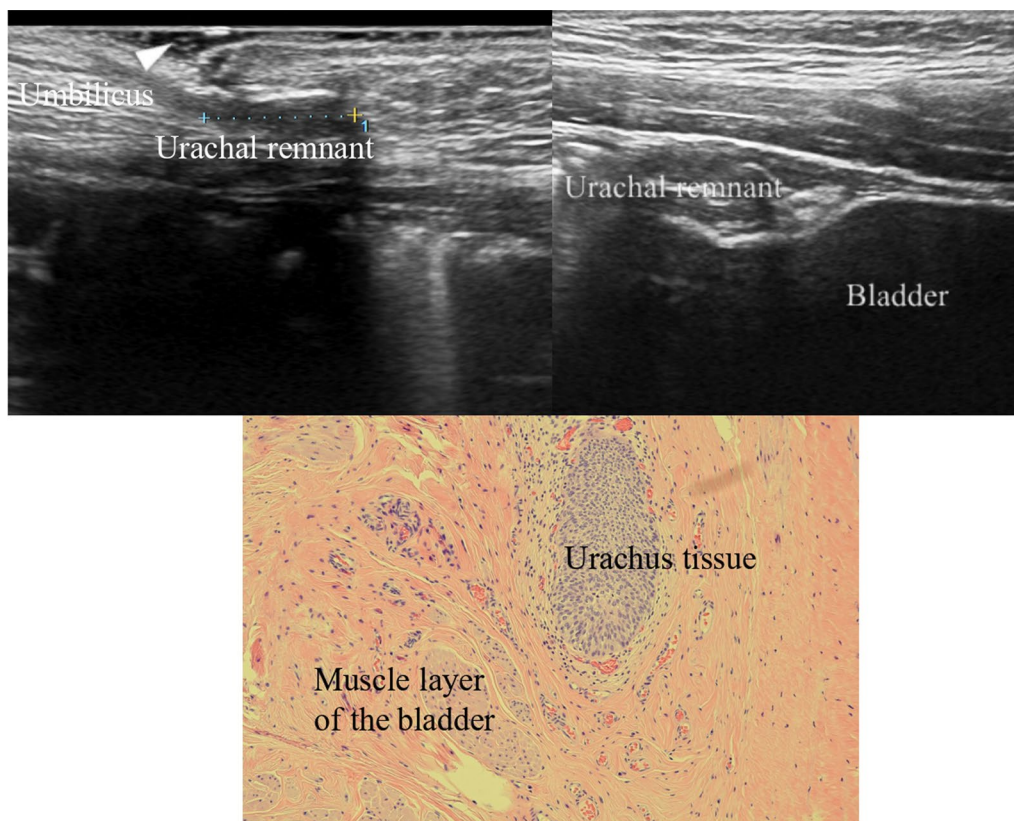 Umbilicus
1
Urachal remnant
Urachal remnant
Bladder
Urachus tissue
Muscle layer
of the bladder